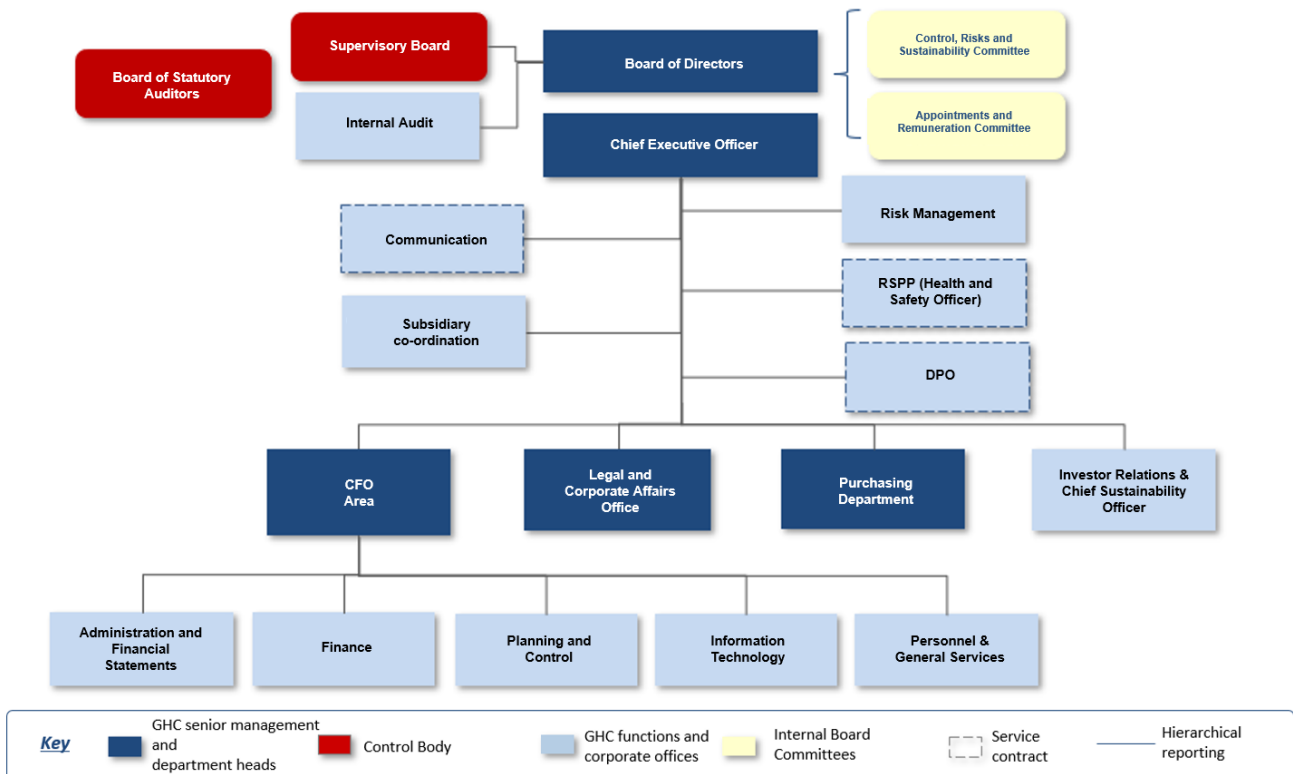 Supervisory Board
Board of Statutory
Auditors
Internal Audit
Board of Directors
Chief Executive Officer
Control, Risks and
Sustainability Committee
Appointments and
Remuneration Committee
Communication
Subsidiary
co-ordination
Risk Management
RSPP (Health and
Safety Officer)
DPO
CFO
Area
Legal and
Corporate Affairs
Office
Purchasing
Department
Investor Relations &
Chief Sustainability
Officer
Administration and
Financial
Statements
Finance
Planning and
Control
Information
Technology
Personnel &
General Services
Key
GHC senior management
and
department heads
Control Body
GHC functions and
corporate offices
Internal Board
Committees
Service
contract
Hierarchical
reporting